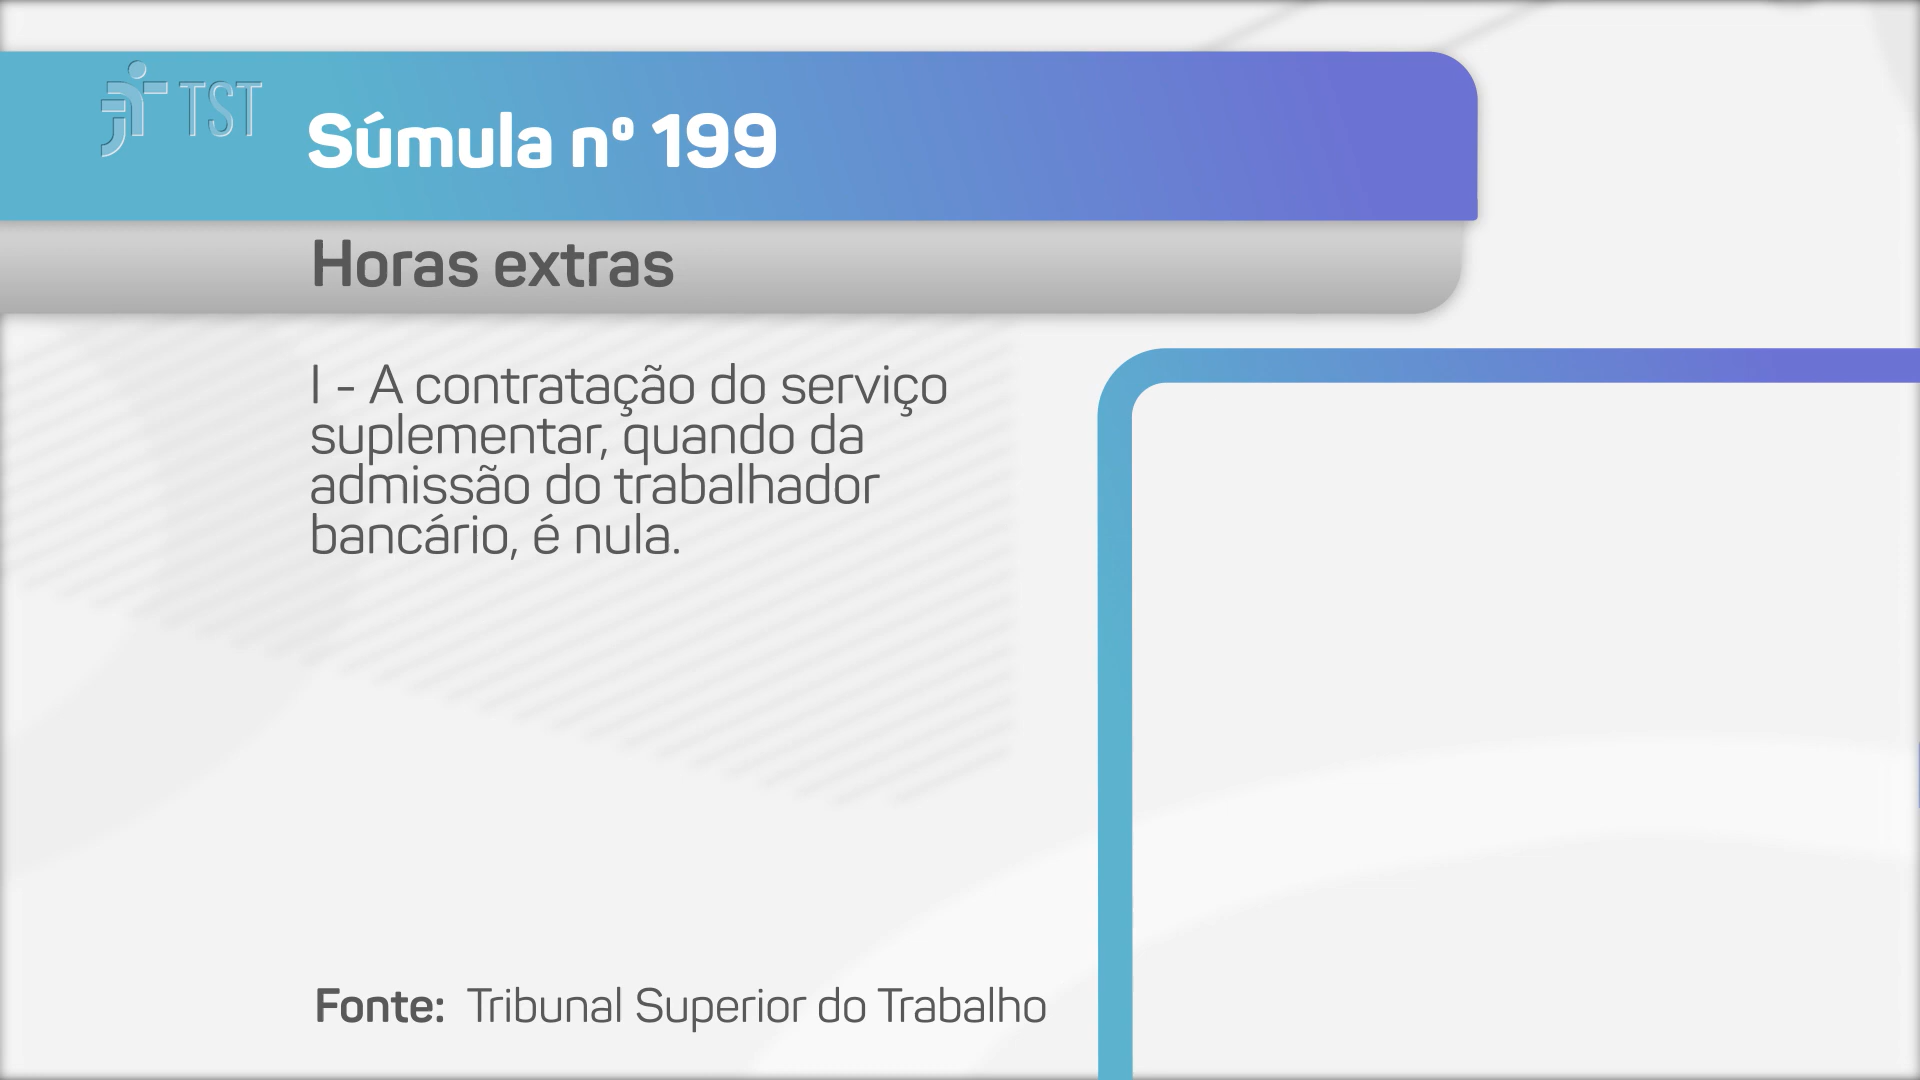 TST
Súmula nº 199
Horas extras
I - A contratação do serviço
suplementar, quando da
admissão do trabalhador
bancário, é nula.
Fonte: Tribunal Superior do Trabalho